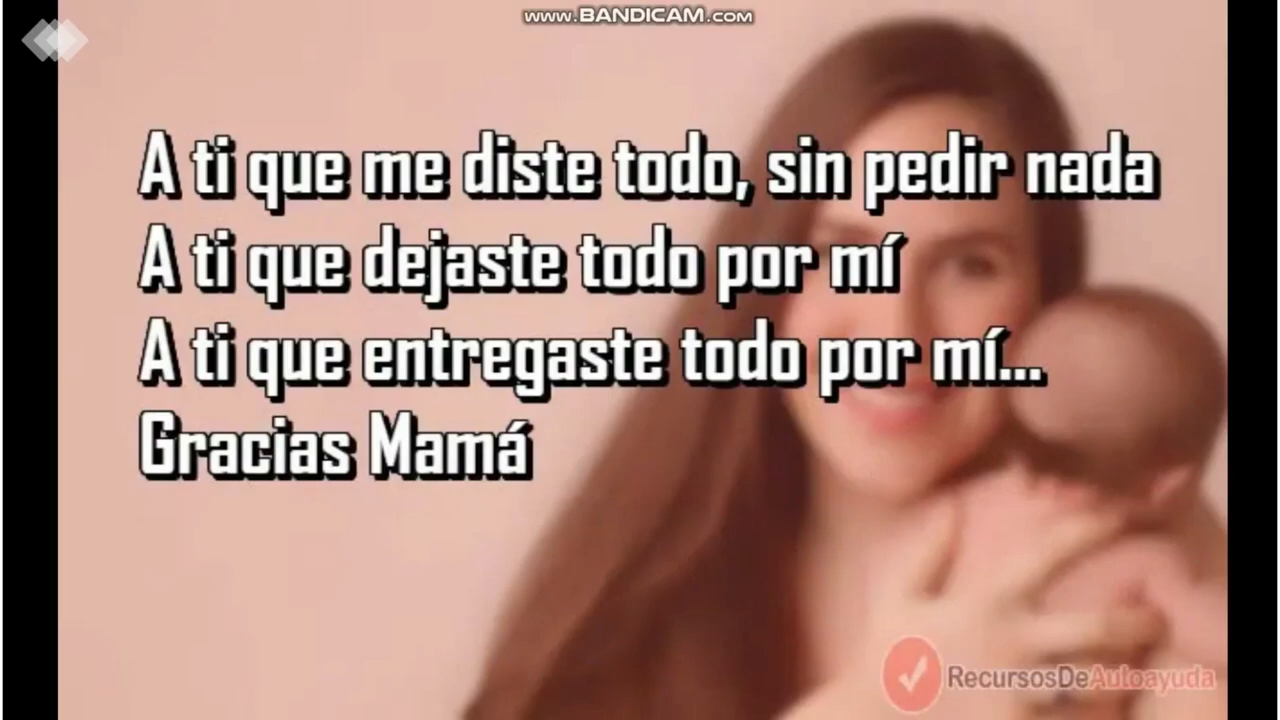 www.BANDICAM.com
A ti que me diste todo, sin pedir nada
A ti que dejaste todo por mí
A ti que entregaste todo por mí...
Gracias Mamá
RecursosDeAutoayuda